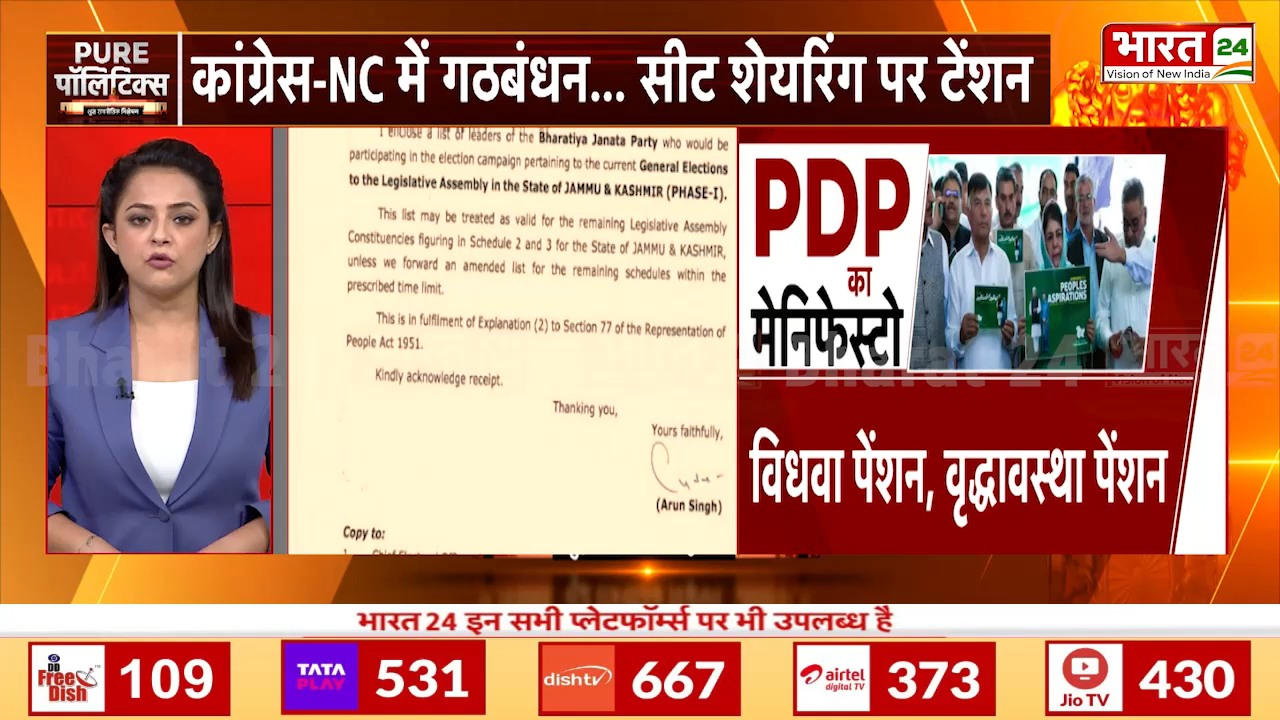 PURE
पॉलिटिक्स
कांग्रेस-NC में गठबंधन... सीट शेयरिंग पर टेंशन
भारत 24
Vision of New India
I enclose a list of leaders of the Bharatiya Janata Party who would be
participating in the election campaign pertaining to the current General Elections
to the Legislative Assembly in the State of JAMMU & KASHMIR (PHASE-I).
This list may be treated as valid for the remaining Legislative Assembly
Constituencies figuring in Schedule 2 and 3 for the State of JAMMU & KASHMIR,
unless we forward an amended list for the remaining schedules within the
prescribed time limit.
This is in fulfilment of Explanation (2) to Section 77 of the Representation of
People Act 1951.
Kindly acknowledge receipt.
Thanking you,
Yours faithfully,
(Arun Singh)
Copy to:
PDP
का
मेनिफेस्टो
PEOPLES
ASPIRATIONS
विधवा पेंशन, वृद्धावस्था पेंशन
Bharat 24
भारत 24 इन सभी प्लेटफॉर्म्स पर भी उपलब्ध है
DD Free Dish 109
TATA PLAY 531
dishtv 667
airtel digital TV 373
Jio TV 430